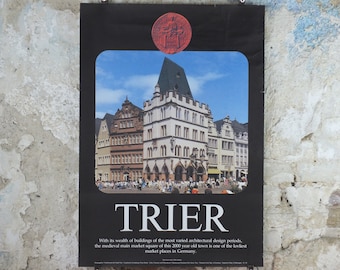 TRIER
With its wealth of buildings of the most varied architectural design periods,
the medieval main market square of this 2000 year old town is one of the loveliest
market places in Germany.